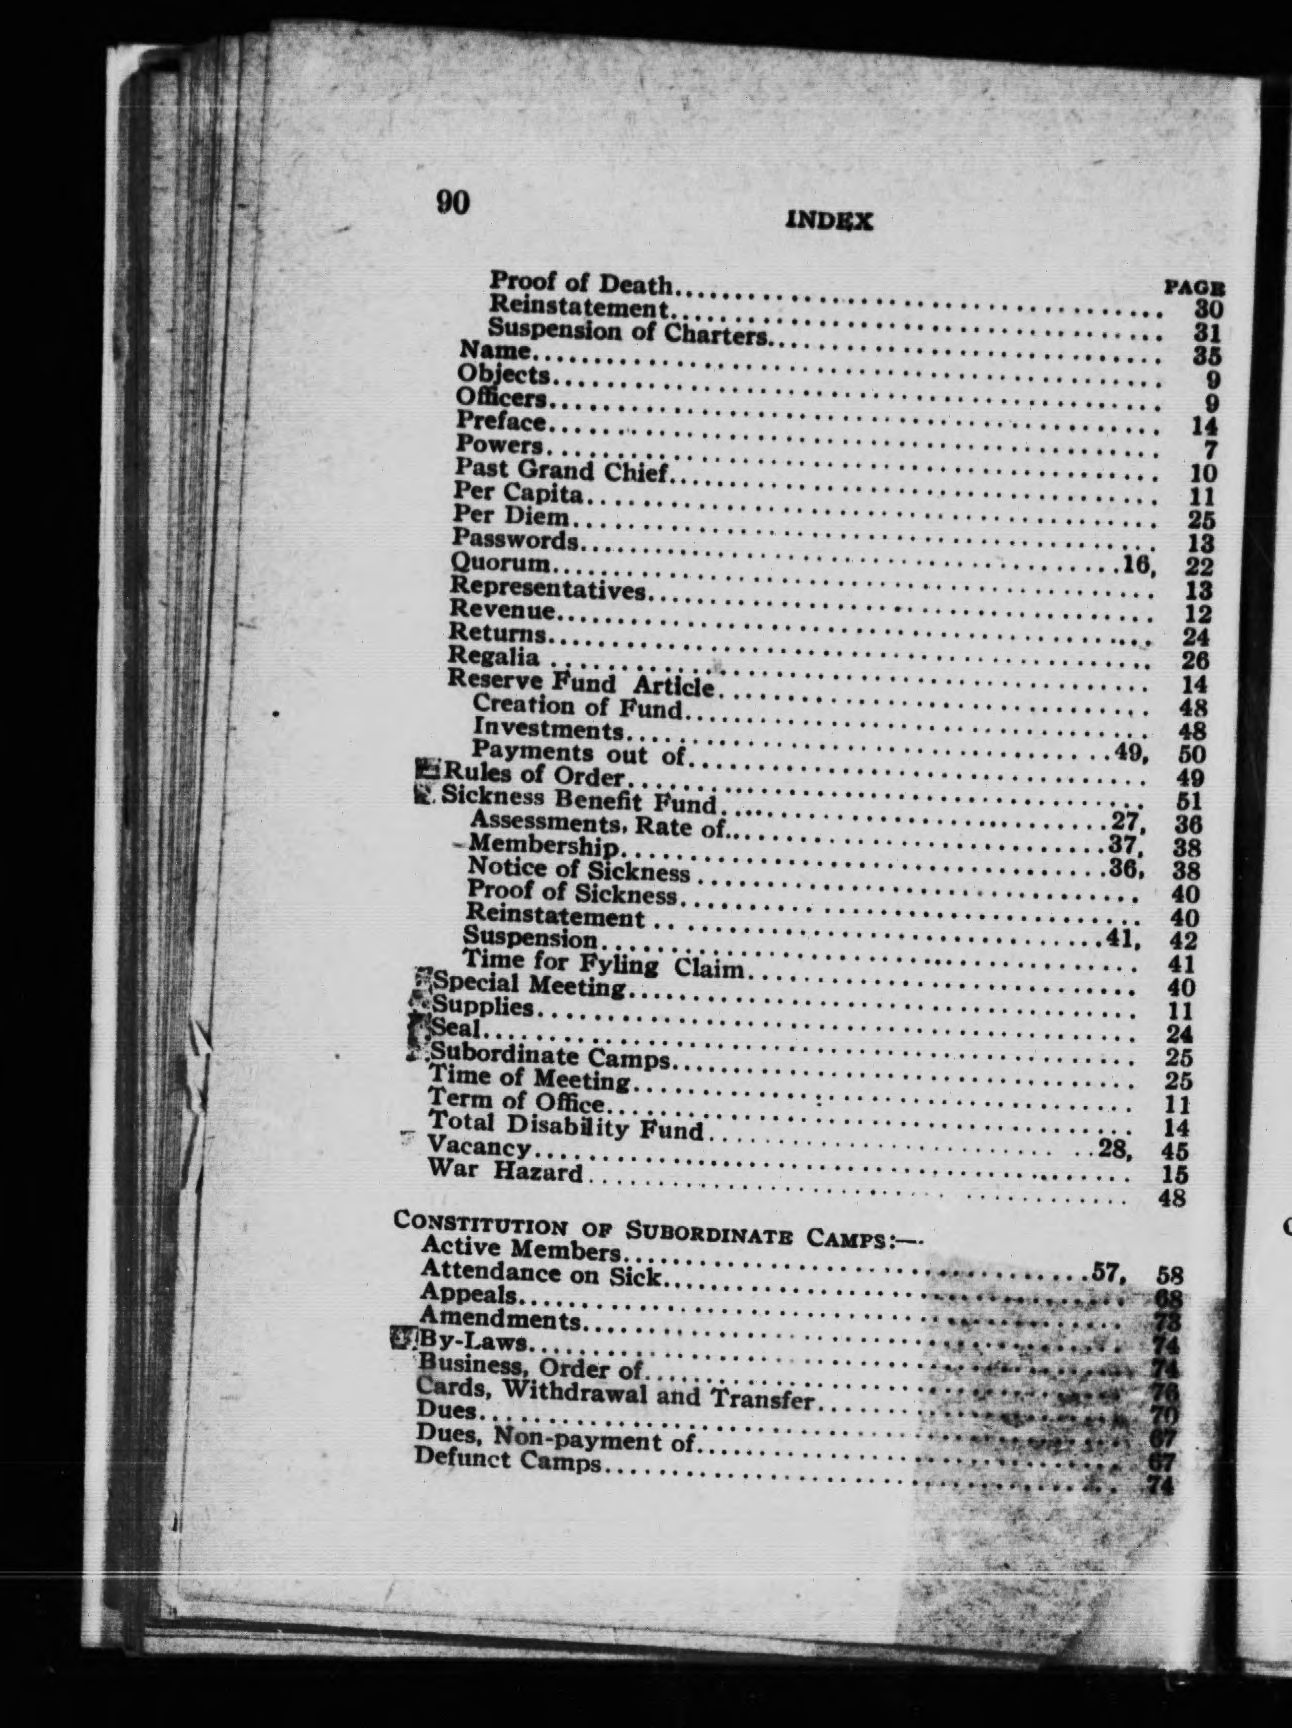 90
INDEX
PAGE
Proof of Death........................................ 30
Reinstatement........................................ 31
Suspension of Charters................................ 35
Name........................................ 9
Objects........................................ 9
Officers........................................ 14
Preface........................................ 7
Powers........................................ 10
Past Grand Chief........................................ 11
Per Capita........................................ 25
Per Diem........................................ 13
Passwords........................................16, 22
Quorum........................................ 13
Representatives........................................ 12
Revenue........................................ 24
Returns........................................ 26
Regalia ........................................ 14
Reserve Fund Article........................................ 48
Creation of Fund........................................ 48
Investments........................................49, 50
Payments out of........................................ 49
Rules of Order........................................ 51
Sickness Benefit Fund................................27, 36
Assessments, Rate of................................37, 38
Membership........................................36, 38
Notice of Sickness ........................................ 40
Proof of Sickness........................................ 40
Reinstatement ........................................41, 42
Suspension........................................ 41
Time for Fyling Claim................................ 40
Special Meeting........................................ 11
Supplies........................................ 24
Seal........................................ 25
Subordinate Camps........................................ 25
Time of Meeting........................................ 11
Term of Office........................................ 14
Total Disability Fund................................28, 45
Vacancy........................................ 15
War Hazard........................................ 48
CONSTITUTION OF SUBORDINATE CAMPS:—
Active Members........................................57, 58
Attendance on Sick........................................ 68
Appeals........................................ 73
Amendments........................................ 74
By-Laws........................................ 74
Business, Order of........................................ 76
Cards, Withdrawal and Transfer........................ 70
Dues........................................ 67
Dues, Non-payment of................................ 67
Defunct Camps........................................ 74